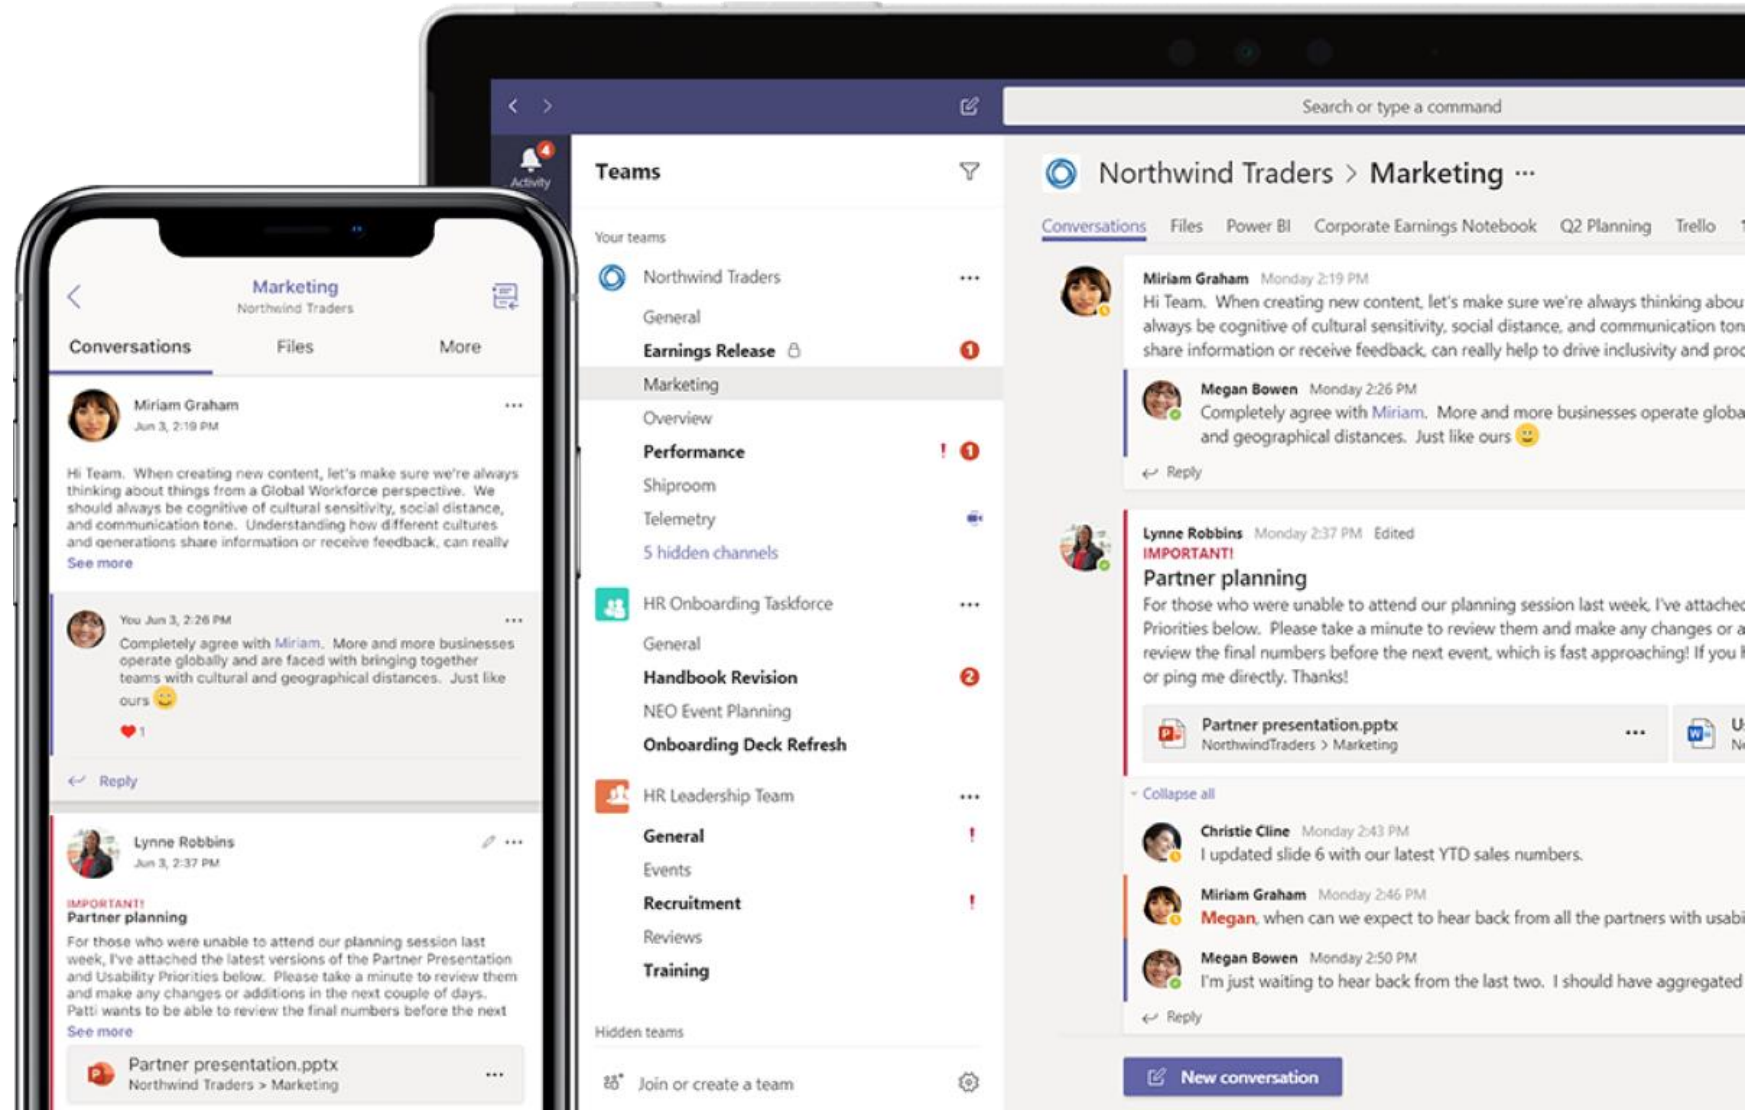 Marketing
Northwind Traders
Conversations Files More
Miriam Graham
Jun 3, 2:19 PM
Hi Team. When creating new content, let's make sure we're always
thinking about things from a Global Workforce perspective. We
should always be cognitive of cultural sensitivity, social distance,
and communication tone. Understanding how different cultures
and generations share information or receive feedback, can really
See more
You Jun 3, 2:26 PM
Completely agree with Miriam. More and more businesses
operate globally and are faced with bringing together
teams with cultural and geographical distances. Just like
ours
1
Reply
Lynne Robbins
Jun 3, 2:37 PM
IMPORTANT!
Partner planning
For those who were unable to attend our planning session last
week, I've attached the latest versions of the Partner Presentation
and Usability Priorities below. Please take a minute to review them
and make any changes or additions in the next couple of days.
Patti wants to be able to review the final numbers before the next
See more
Partner presentation.pptx
Northwind Traders > Marketing
Search or type a command
4
Activity
Teams
Your teams
Northwind Traders
General
Earnings Release 1
Marketing
Overview
Performance ! 1
Shiproom
Telemetry
5 hidden channels
HR Onboarding Taskforce
General
Handbook Revision 2
NEO Event Planning
Onboarding Deck Refresh
HR Leadership Team
General !
Events
Recruitment !
Reviews
Training
Hidden teams
Join or create a team
Northwind Traders > Marketing ...
Conversations Files Power BI Corporate Earnings Notebook Q2 Planning Trello
Miriam Graham Monday 2:19 PM
Hi Team. When creating new content, let's make sure we're always thinking abou
always be cognitive of cultural sensitivity, social distance, and communication ton
share information or receive feedback, can really help to drive inclusivity and proc
Megan Bowen Monday 2:26 PM
Completely agree with Miriam. More and more businesses operate globa
and geographical distances. Just like ours
Reply
Lynne Robbins Monday 2:37 PM Edited
IMPORTANT!
Partner planning
For those who were unable to attend our planning session last week, I've attached
Priorities below. Please take a minute to review them and make any changes or a
review the final numbers before the next event, which is fast approaching! If you
or ping me directly. Thanks!
Partner presentation.pptx
NorthwindTraders > Marketing
Collapse all
Christie Cline Monday 2:43 PM
I updated slide 6 with our latest YTD sales numbers.
Miriam Graham Monday 2:46 PM
Megan, when can we expect to hear back from all the partners with usabi
Megan Bowen Monday 2:50 PM
I'm just waiting to hear back from the last two. I should have aggregated
Reply
New conversation